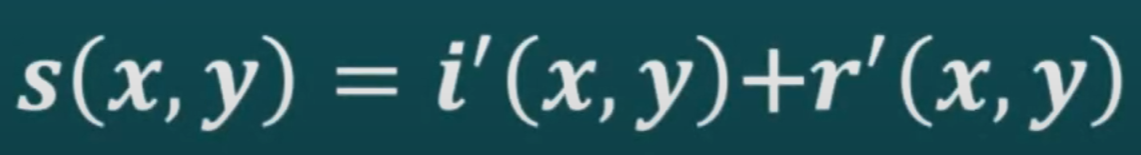 s(x, y) = i′(x, y)+r′(x, y)